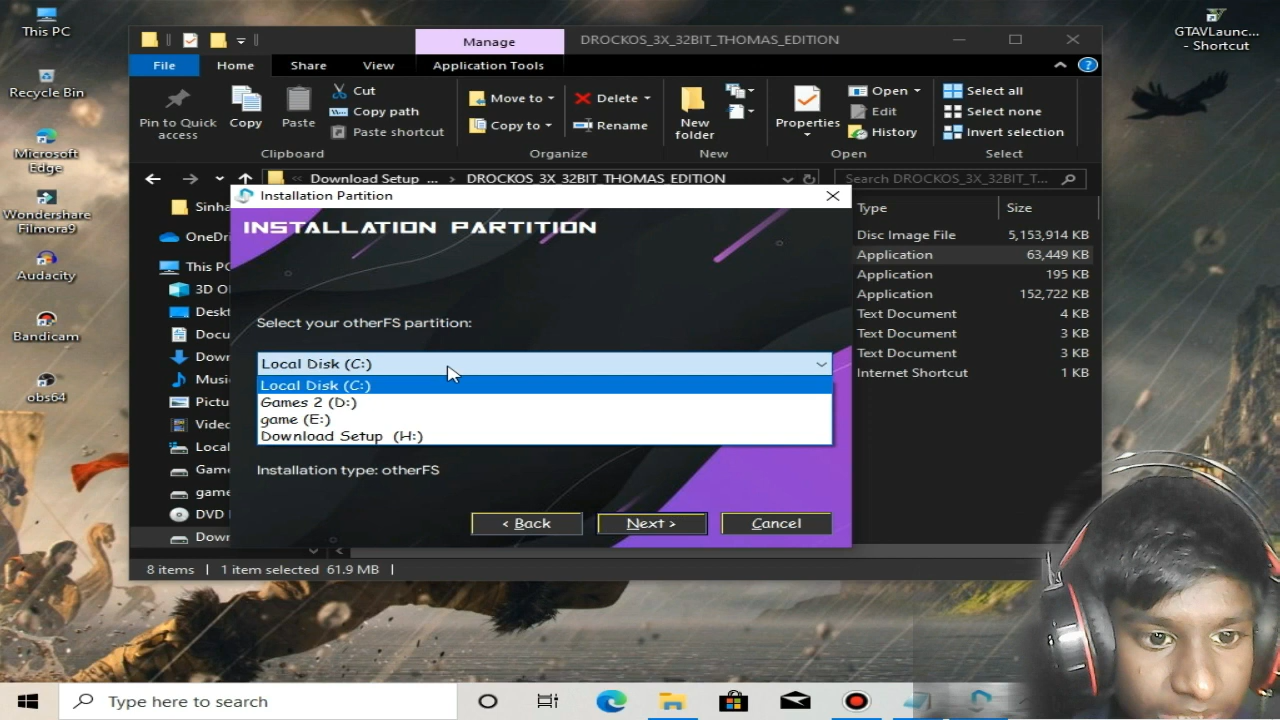 This PC
Recycle Bin
Microsoft
Edge
Wondershare
Filmora9
Audacity
Bandicam
obs64
GTAVLaunc...
- Shortcut
Manage
DROCKOS_3X_32BIT_THOMAS_EDITION
File
Home
Share
View
Application Tools
Pin to Quick
access
Copy
Paste
Cut
Copy path
Paste shortcut
Clipboard
Move to
Copy to
Delete
Rename
Organize
New
folder
New
Properties
Open
Edit
History
Open
Select all
Select none
Invert selection
Select
Download Setup ...
DROCKOS_3X_32BIT_THOMAS_EDITION
Search DROCKOS_3X_32BIT_T...
Sinha
OneDri
This PC
3D O
Deskt
Docu
Down
Musi
Pictu
Video
Local
Game
game
DVD
Down
Type
Size
Disc Image File
5,153,914 KB
Application
63,449 KB
Application
195 KB
Application
152,722 KB
Text Document
4 KB
Text Document
3 KB
Text Document
3 KB
Internet Shortcut
1 KB
Installation Partition
INSTALLATION PARTITION
Select your otherFS partition:
Local Disk (C:)
Local Disk (C:)
Games 2 (D:)
game (E:)
Download Setup (H:)
Installation type: otherFS
< Back
Next >
Cancel
8 items
1 item selected 61.9 MB
Type here to search